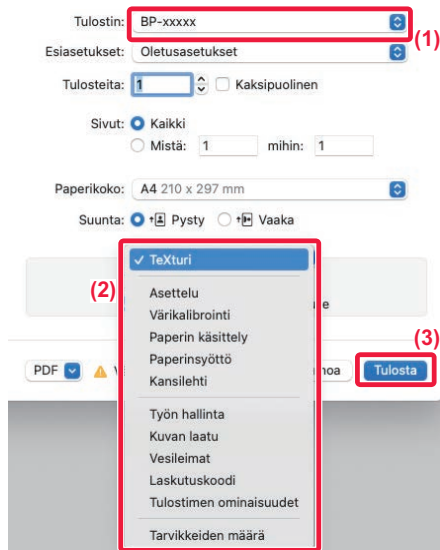 Tulostin: BP-xxxxx
(1)
Esiasetukset: Oletusasetukset
Tulosteita: 1 Kaksipuolinen
Sivut: Kaikki
Mistä: 1 mihin: 1
Paperikoko: A4 210 x 297 mm
Suunta: Pysty Vaaka
✓ TeXturi
(2)
Asettelu
Värikalibrointi
Paperin käsittely
Paperinsyöttö
Kansilehti
(3)
PDF Tulosta
Työn hallinta
Kuvan laatu
Vesileimat
Laskutuskoodi
Tulostimen ominaisuudet
Tarvikkeiden määrä